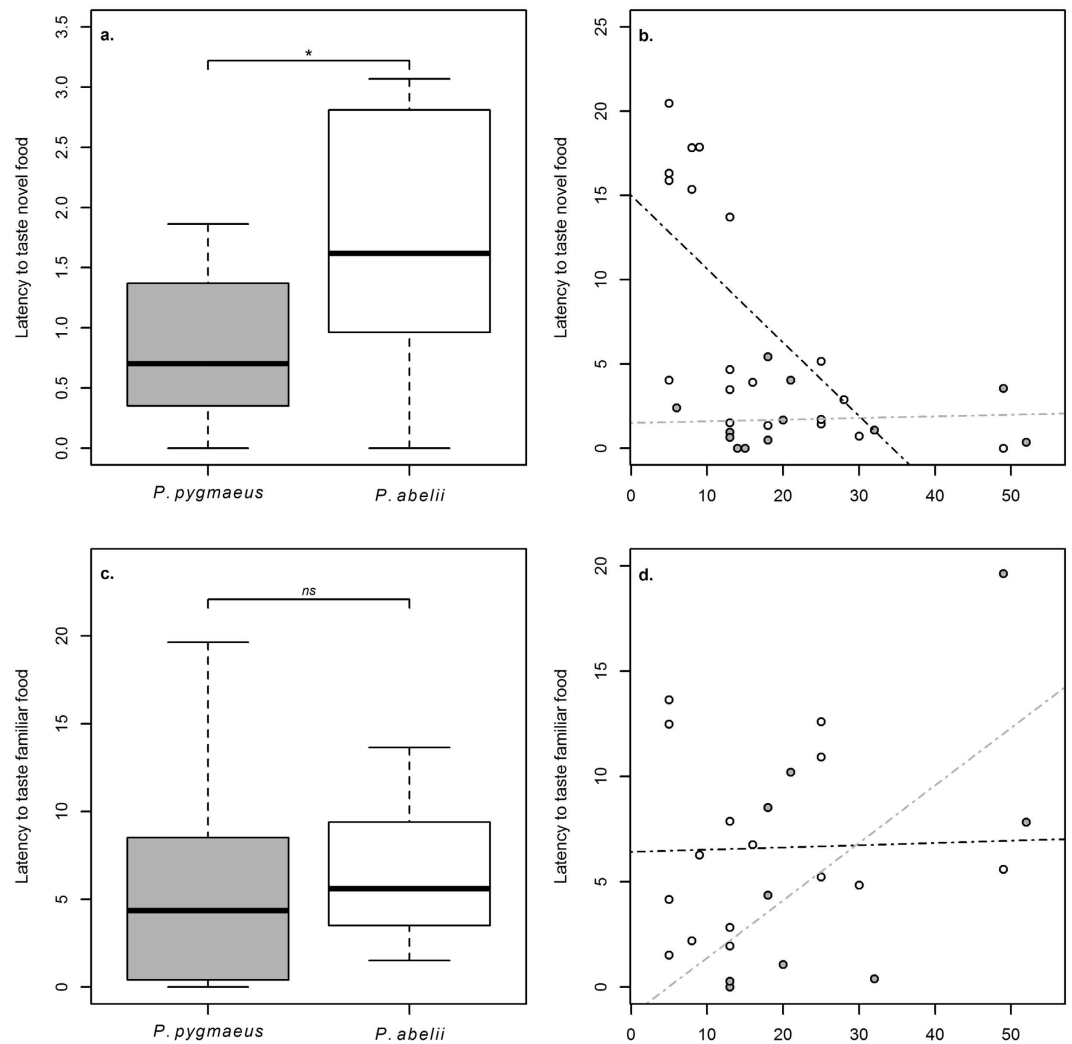 a.
*
Latency to taste novel food
3.5
3.0
2.5
2.0
1.5
1.0
0.5
0.0
P. pygmaeus
P. abelii
b.
Latency to taste novel food
25
20
15
10
5
0
0 10 20 30 40 50
c.
ns
Latency to taste familiar food
20
15
10
5
0
P. pygmaeus
P. abelii
d.
Latency to taste familiar food
20
15
10
5
0
0 10 20 30 40 50